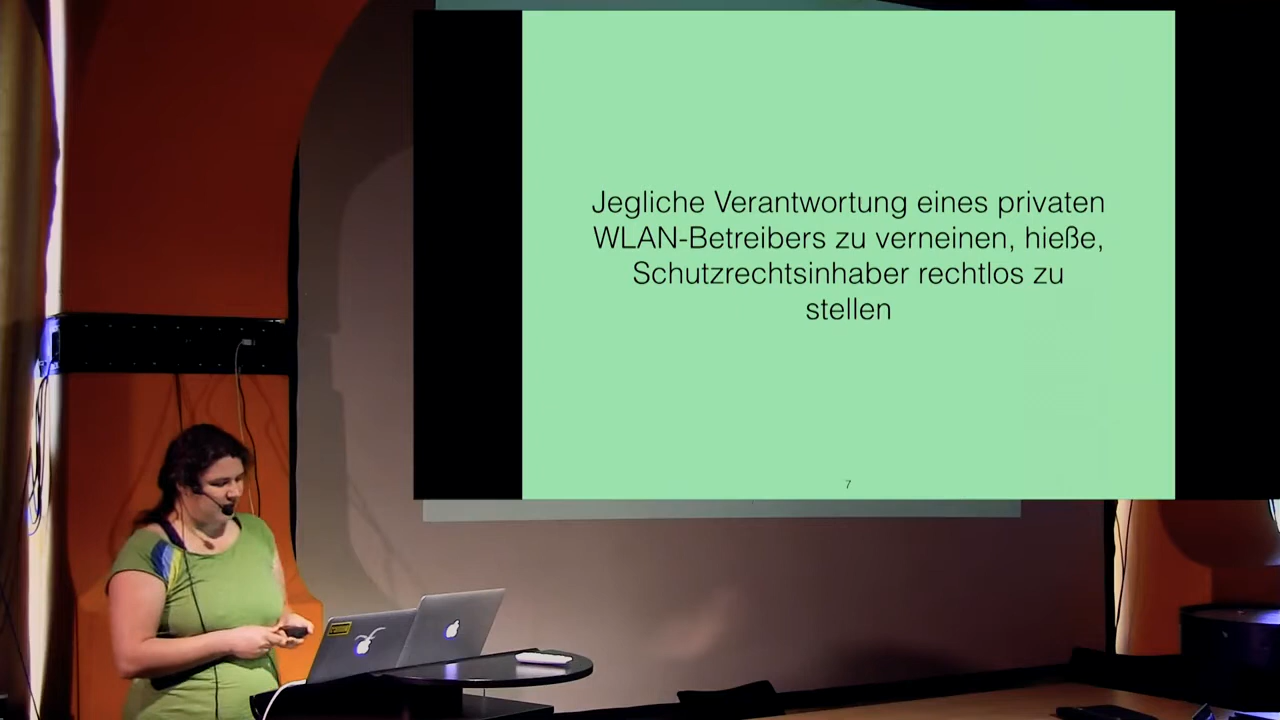 Jegliche Verantwortung eines privaten
WLAN-Betreibers zu verneinen, hieße,
Schutzrechtsinhaber rechtlos zu
stellen
7